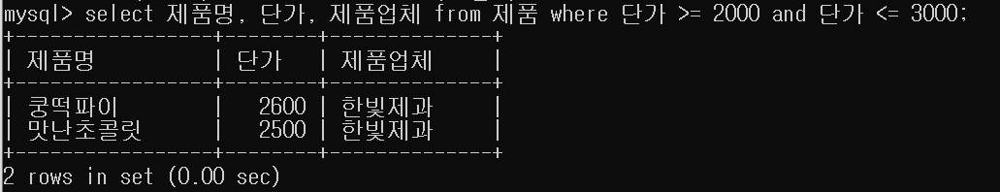 mysql> select 제품명, 단가, 제품업체 from 제품 where 단가 >= 2000 and 단가 <= 3000;
+-----------------+--------+--------------+
| 제품명 | 단가 | 제품업체 |
+-----------------+--------+--------------+
| 쿵떡파이 | 2600 | 한빛제과 |
| 맛난초콜릿 | 2500 | 한빛제과 |
+-----------------+--------+--------------+
2 rows in set (0.00 sec)